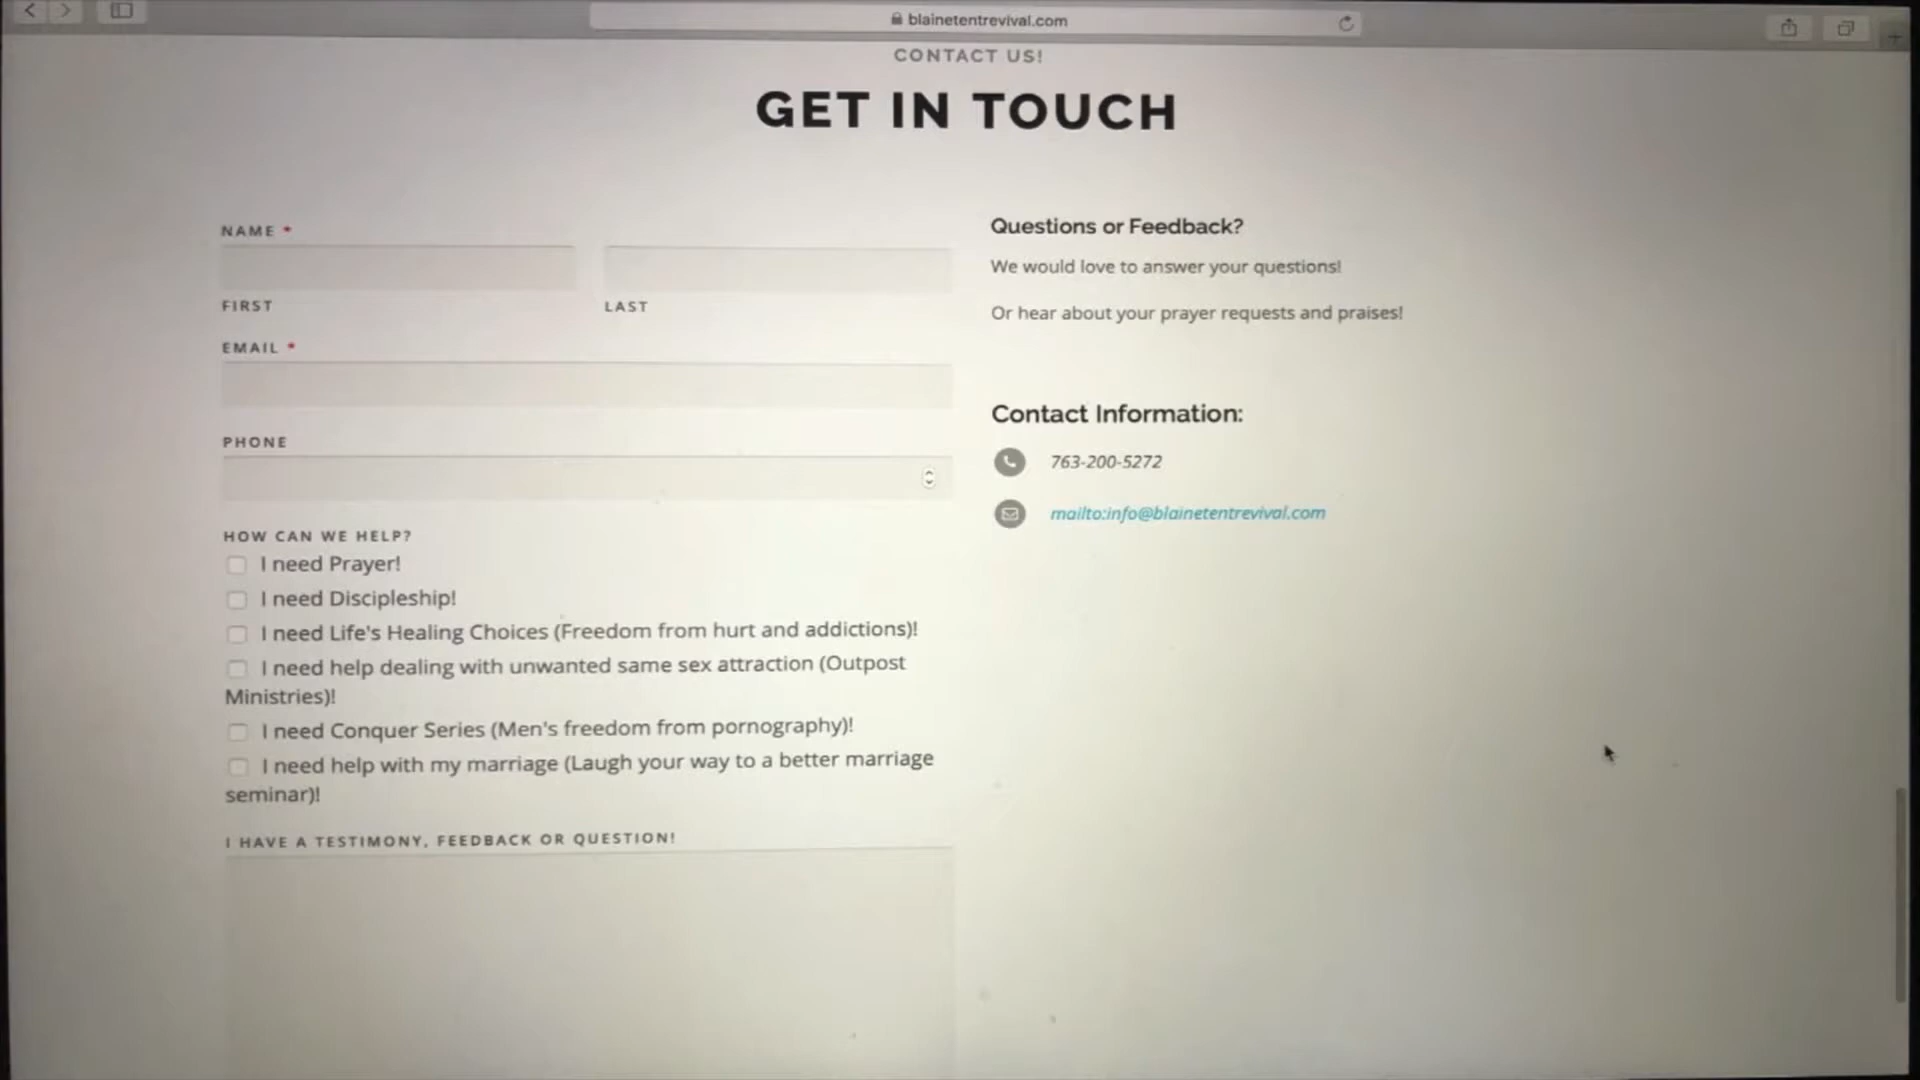 blainetentrevival.com
CONTACT US!
GET IN TOUCH
NAME *
FIRST
LAST
EMAIL *
PHONE
HOW CAN WE HELP?
I need Prayer!
I need Discipleship!
I need Life's Healing Choices (Freedom from hurt and addictions)!
I need help dealing with unwanted same sex attraction (Outpost
Ministries)!
I need Conquer Series (Men's freedom from pornography)!
I need help with my marriage (Laugh your way to a better marriage
seminar)!
I HAVE A TESTIMONY, FEEDBACK OR QUESTION!
Questions or Feedback?
We would love to answer your questions!
Or hear about your prayer requests and praises!
Contact Information:
763-200-5272
mailto:info@blainetentrevival.com